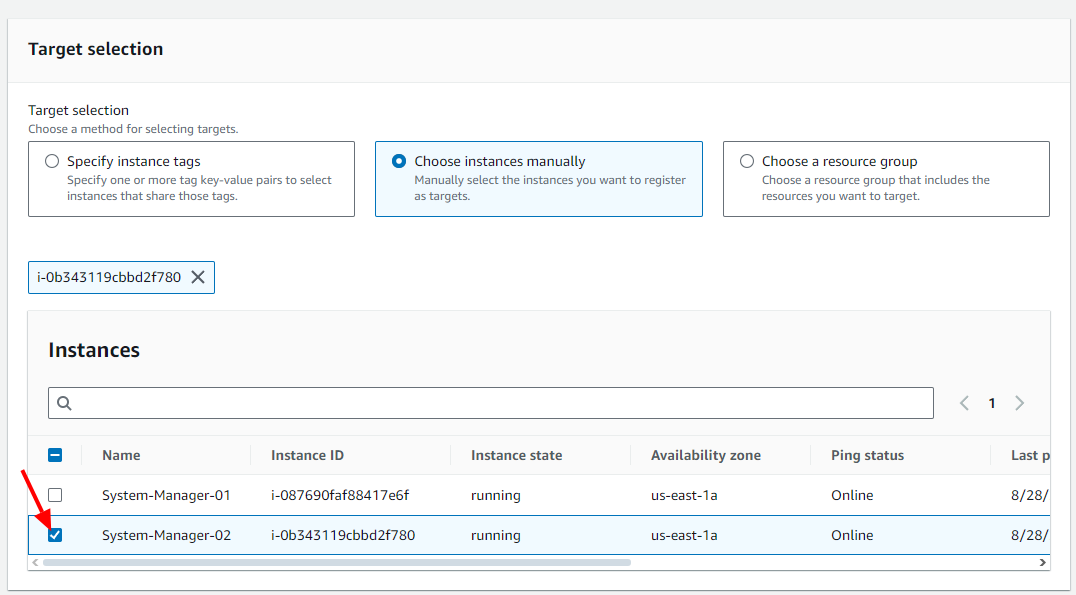 Target selection
Target selection
Choose a method for selecting targets.
Specify instance tags
Specify one or more tag key-value pairs to select
instances that share those tags.
Choose instances manually
Manually select the instances you want to register
as targets.
Choose a resource group
Choose a resource group that includes the
resources you want to target.
i-0b343119cbbd2f780
Instances
1
Name Instance ID Instance state Availability zone Ping status Last p
System-Manager-01 i-087690faf88417e6f running us-east-1a Online 8/28/
System-Manager-02 i-0b343119cbbd2f780 running us-east-1a Online 8/28/